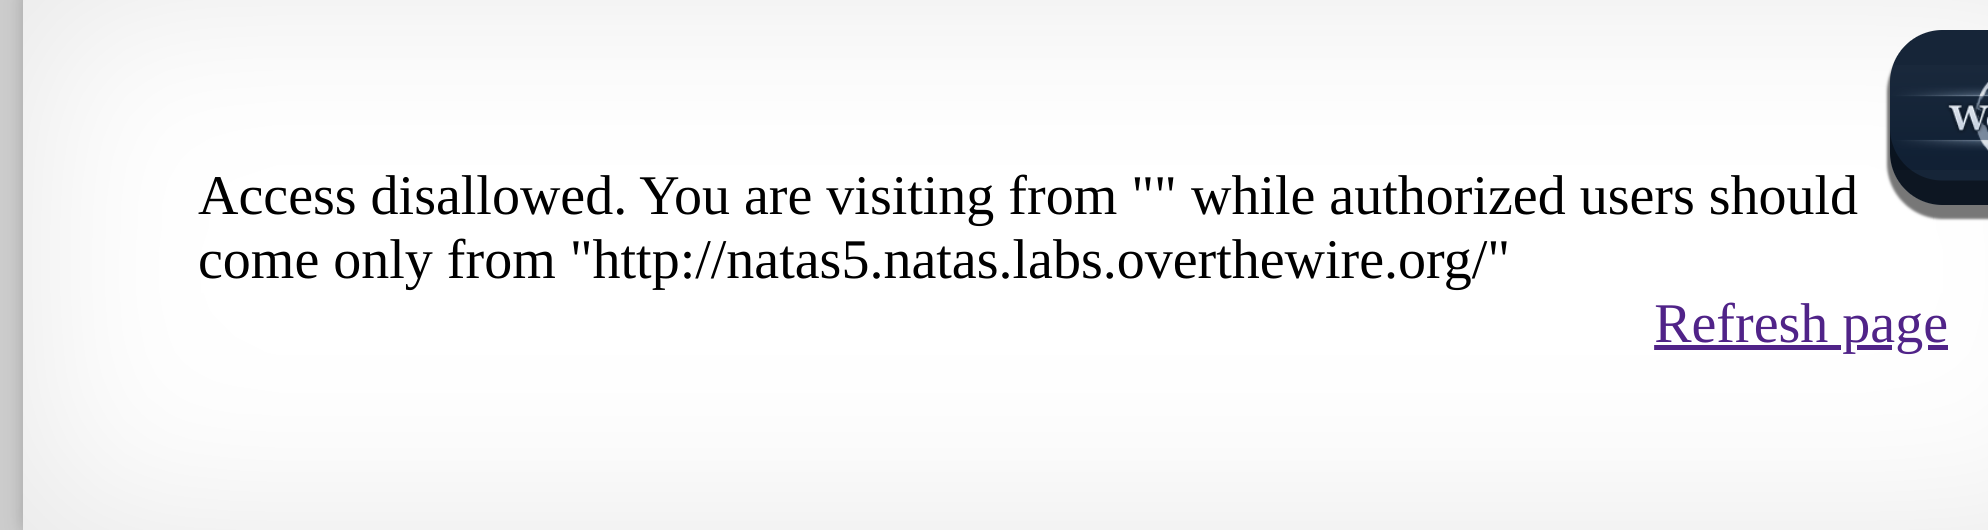 Access disallowed. You are visiting from "" while authorized users should
come only from "http://natas5.natas.labs.overthewire.org/"
Refresh page